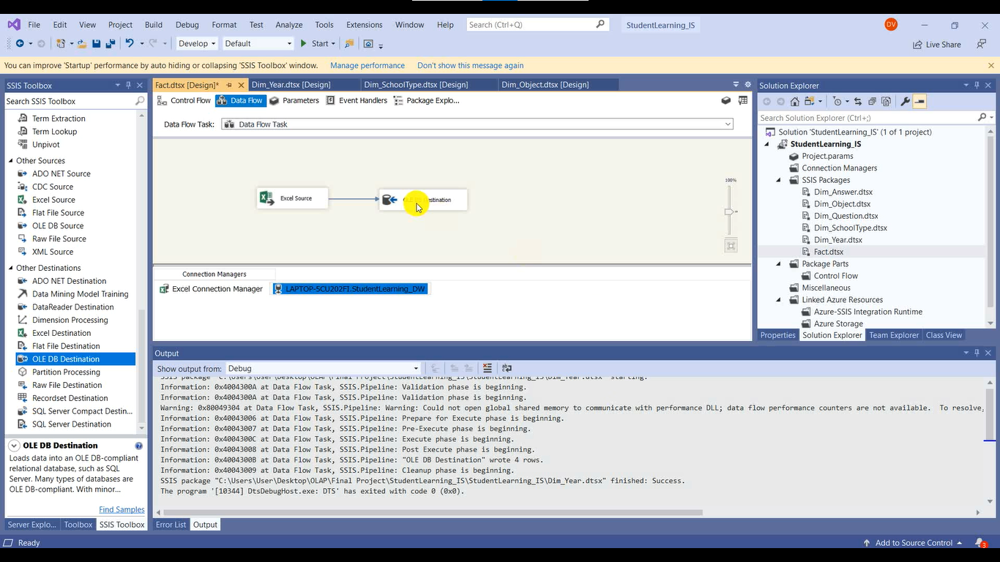 File Edit View Project Build Debug Format Test Analyze Tools Extensions Window Help Search (Ctrl+Q) StudentLearning_IS DV
Develop Default Start Live Share
You can improve 'Startup' performance by auto hiding or collapsing 'SSIS Toolbox' window. Manage performance Don't show this message again
SSIS Toolbox
Search SSIS Toolbox
Term Extraction
Term Lookup
Unpivot
Other Sources
ADO NET Source
CDC Source
Excel Source
Flat File Source
OLE DB Source
Raw File Source
XML Source
Other Destinations
ADO NET Destination
Data Mining Model Training
DataReader Destination
Dimension Processing
Excel Destination
Flat File Destination
OLE DB Destination
Partition Processing
Raw File Destination
Recordset Destination
SQL Server Compact Destin...
SQL Server Destination
OLE DB Destination
Loads data into an OLE DB-compliant
relational database, such as SQL
Server. Many types of databases are
OLE DB-compliant. With minor...
Find Samples
Server Explo... Toolbox SSIS Toolbox
Fact.dtsx [Design]* Dim_Year.dtsx [Design] Dim_SchoolType.dtsx [Design] Dim_Object.dtsx [Design]
Control Flow Data Flow Parameters Event Handlers Package Explo...
Data Flow Task: Data Flow Task
100%
Excel Source
Connection Managers
Excel Connection Manager LAPTOP-5CU202FI.StudentLearning_DW
Output
Show output from: Debug
SSIS package "C:\Users\User\Desktop\OLAP\Final Project\StudentLearning_IS\StudentLearning_IS\Dim_Year.dtsx" starting.
Information: 0x4004300A at Data Flow Task, SSIS.Pipeline: Validation phase is beginning.
Information: 0x4004300A at Data Flow Task, SSIS.Pipeline: Validation phase is beginning.
Warning: 0x80049304 at Data Flow Task, SSIS.Pipeline: Warning: Could not open global shared memory to communicate with performance DLL; data flow performance counters are not available.  To resolve,
Information: 0x40043006 at Data Flow Task, SSIS.Pipeline: Prepare for Execute phase is beginning.
Information: 0x40043007 at Data Flow Task, SSIS.Pipeline: Pre-Execute phase is beginning.
Information: 0x4004300C at Data Flow Task, SSIS.Pipeline: Execute phase is beginning.
Information: 0x40043008 at Data Flow Task, SSIS.Pipeline: Post Execute phase is beginning.
Information: 0x4004300B at Data Flow Task, SSIS.Pipeline: "OLE DB Destination" wrote 4 rows.
Information: 0x40043009 at Data Flow Task, SSIS.Pipeline: Cleanup phase is beginning.
SSIS package "C:\Users\User\Desktop\OLAP\Final Project\StudentLearning_IS\StudentLearning_IS\Dim_Year.dtsx" finished: Success.
The program '[10344] DtsDebugHost.exe: DTS' has exited with code 0 (0x0).
Error List Output
Solution Explorer
Search Solution Explorer (Ctrl+;)
Solution 'StudentLearning_IS' (1 of 1 project)
StudentLearning_IS
Project.params
Connection Managers
SSIS Packages
Dim_Answer.dtsx
Dim_Object.dtsx
Dim_Question.dtsx
Dim_SchoolType.dtsx
Dim_Year.dtsx
Fact.dtsx
Package Parts
Control Flow
Miscellaneous
Linked Azure Resources
Azure-SSIS Integration Runtime
Azure Storage
Properties Solution Explorer Team Explorer Class View
Ready Add to Source Control 3